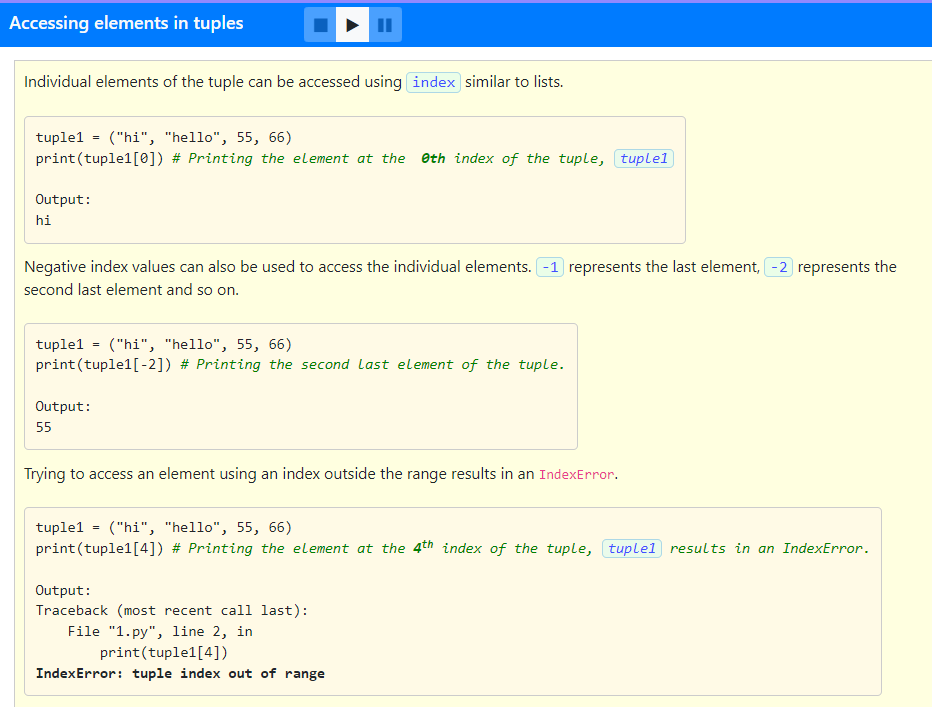 Accessing elements in tuples
Individual elements of the tuple can be accessed using index similar to lists.
tuple1 = ("hi", "hello", 55, 66)
print(tuple1[0]) # Printing the element at the  0th index of the tuple, tuple1
Output:
hi
Negative index values can also be used to access the individual elements. -1 represents the last element, -2 represents the
second last element and so on.
tuple1 = ("hi", "hello", 55, 66)
print(tuple1[-2]) # Printing the second last element of the tuple.
Output:
55
Trying to access an element using an index outside the range results in an IndexError.
tuple1 = ("hi", "hello", 55, 66)
print(tuple1[4]) # Printing the element at the 4th index of the tuple, tuple1 results in an IndexError.
Output:
Traceback (most recent call last):
    File "1.py", line 2, in
        print(tuple1[4])
IndexError: tuple index out of range